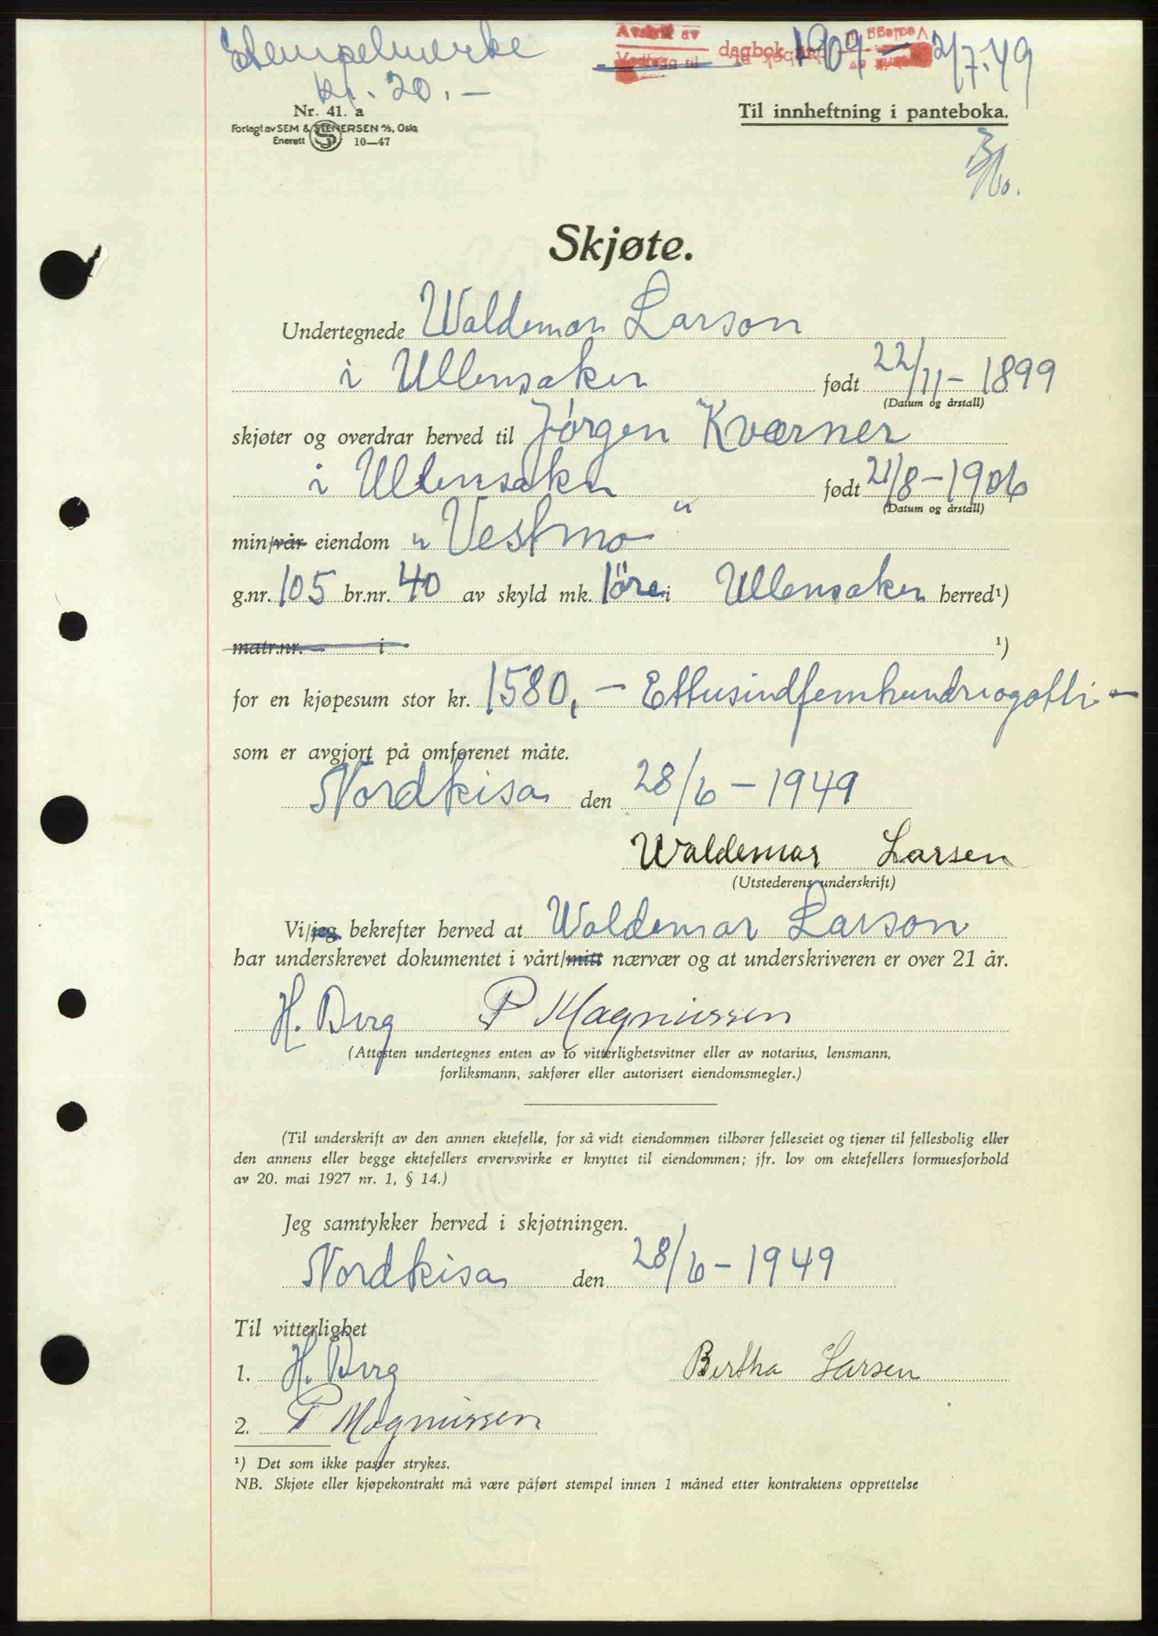 Stempelmerke
kr. 20.—
Avskrift av
Vedlegg til dagbok nr. 1909 — 2/7.49
Nr. 41. a
Forlagt av SEM & STENERSEN A/S, Oslo
Enerett 10—47
Til innheftning i panteboka.
Skjøte.
Undertegnede Waldemar Larson
i Ullensaker født 22/11 – 1899
(Datum og årstall)
skjøter og overdrar herved til Jörgen Kværner
i Ullensaker født 21/8 – 1906
(Datum og årstall)
min/vår eiendom „Vestmo“
g.nr. 105 br.nr. 40 av skyld mk. 1 öre i Ullensaker herred¹)
matr.nr. i ¹)
for en kjøpesum stor kr. 1580,– Ettusindfemhundreogotti –
som er avgjort på omførenet måte.
Nordkisa den 28/6 – 1949
Waldemar Larsen
(Utstederens underskrift)
Vi/jeg bekrefter herved at Waldemar Larson
har underskrevet dokumentet i vårt/mitt nærvær og at underskriveren er over 21 år.
H. Berg P Magnussen
(Attesten undertegnes enten av to vitterlighetsvitner eller av notarius, lensmann,
forliksmann, sakfører eller autorisert eiendomsmegler.)
(Til underskrift av den annen ektefelle, for så vidt eiendommen tilhører felleseiet og tjener til fellesbolig eller
den annens eller begge ektefellers ervervsvirke er knyttet til eiendommen; jfr. lov om ektefellers formuesforhold
av 20. mai 1927 nr. 1, § 14.)
Jeg samtykker herved i skjøtningen.
Nordkisa den 28/6 – 1949
Til vitterlighet
1. H. Berg Bertha Larsen
2. P Magnussen
¹) Det som ikke passer strykes.
NB. Skjøte eller kjøpekontrakt må være påført stempel innen 1 måned etter kontraktens opprettelse